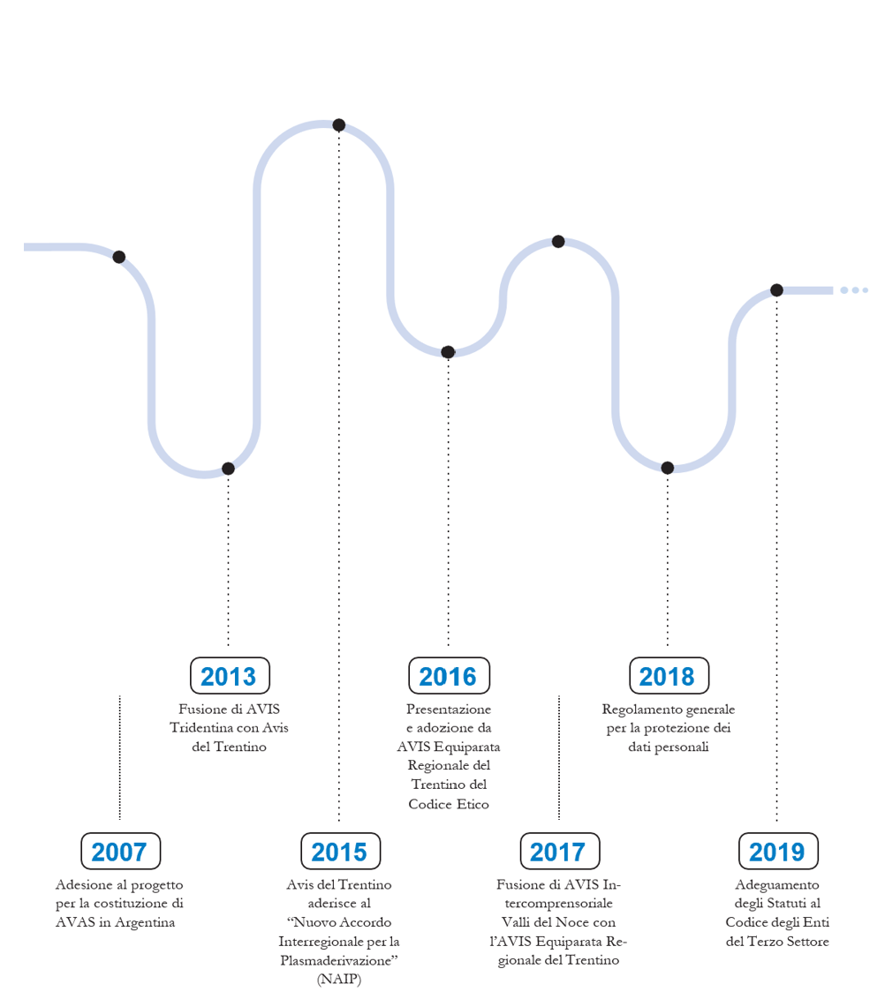 2013
Fusione di AVIS
Tridentina con Avis
del Trentino
2016
Presentazione
e adozione da
AVIS Equiparata
Regionale del
Trentino del
Codice Etico
2018
Regolamento generale
per la protezione dei
dati personali
2007
Adesione al progetto
per la costituzione di
AVAS in Argentina
2015
Avis del Trentino
aderisce al
“Nuovo Accordo
Interregionale per la
Plasmaderivazione”
(NAIP)
2017
Fusione di AVIS In-
tercomprensoriale
Valli del Noce con
l’AVIS Equiparata Re-
gionale del Trentino
2019
Adeguamento
degli Statuti al
Codice degli Enti
del Terzo Settore